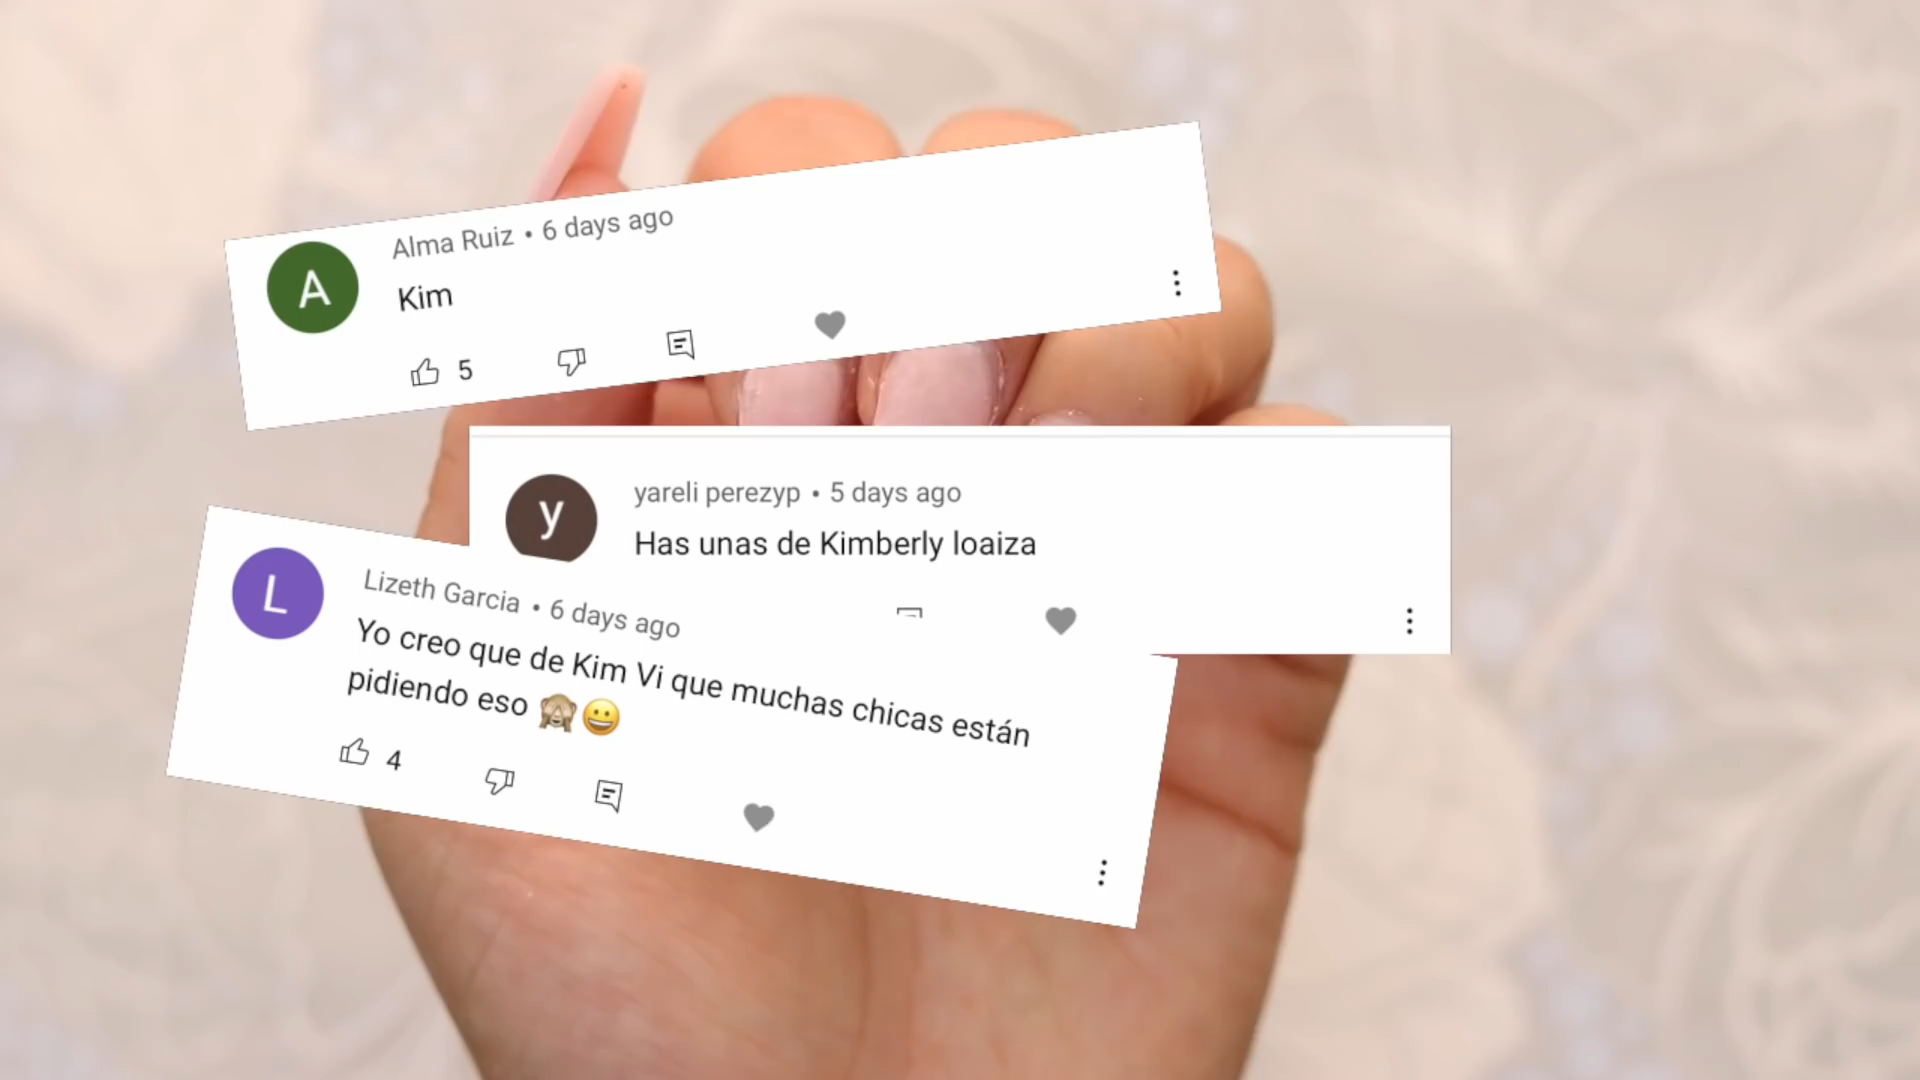 A
Alma Ruiz • 6 days ago
Kim
5
y
yareli perezyp • 5 days ago
Has unas de Kimberly loaiza
L
Lizeth Garcia • 6 days ago
Yo creo que de Kim Vi que muchas chicas están
pidiendo eso 🙈😀
4